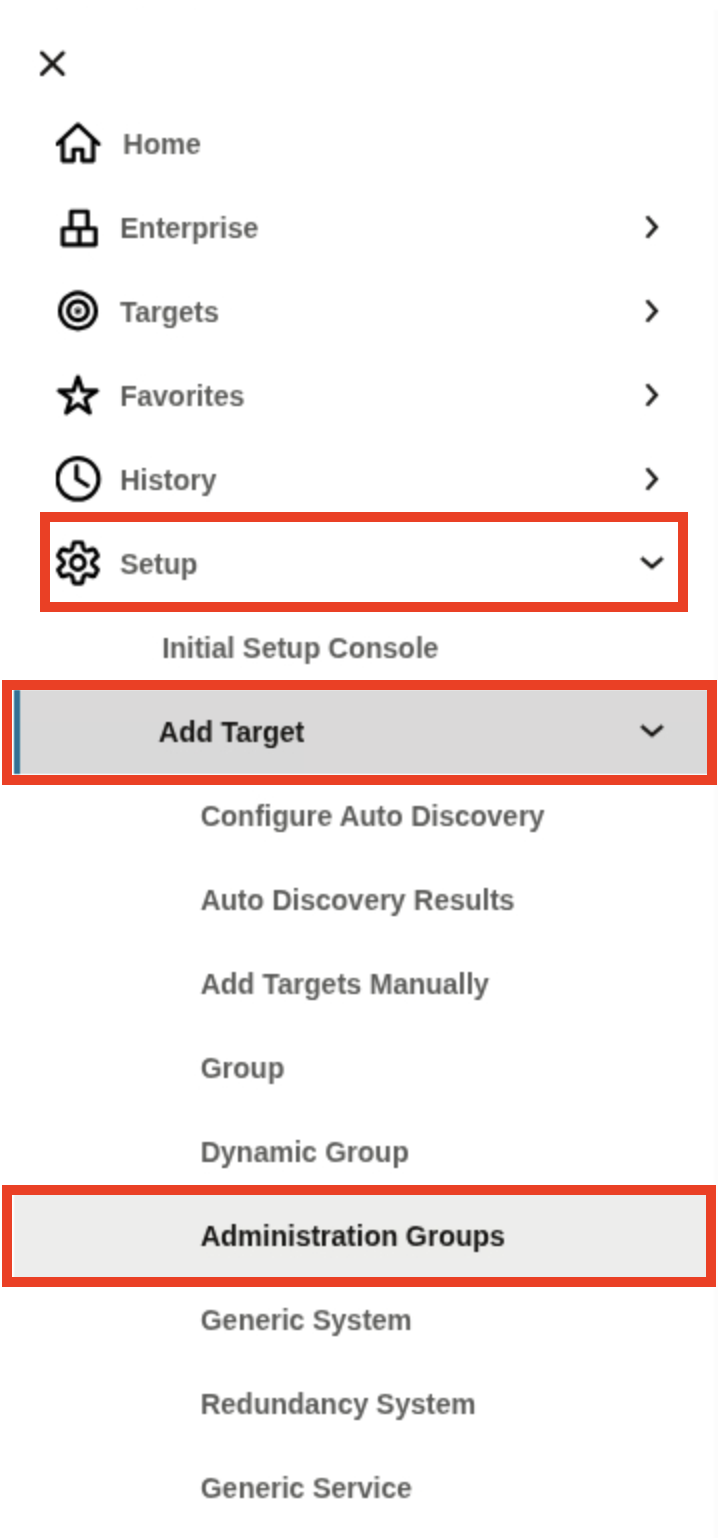 Home
Enterprise
Targets
Favorites
History
Setup
Initial Setup Console
Add Target
Configure Auto Discovery
Auto Discovery Results
Add Targets Manually
Group
Dynamic Group
Administration Groups
Generic System
Redundancy System
Generic Service